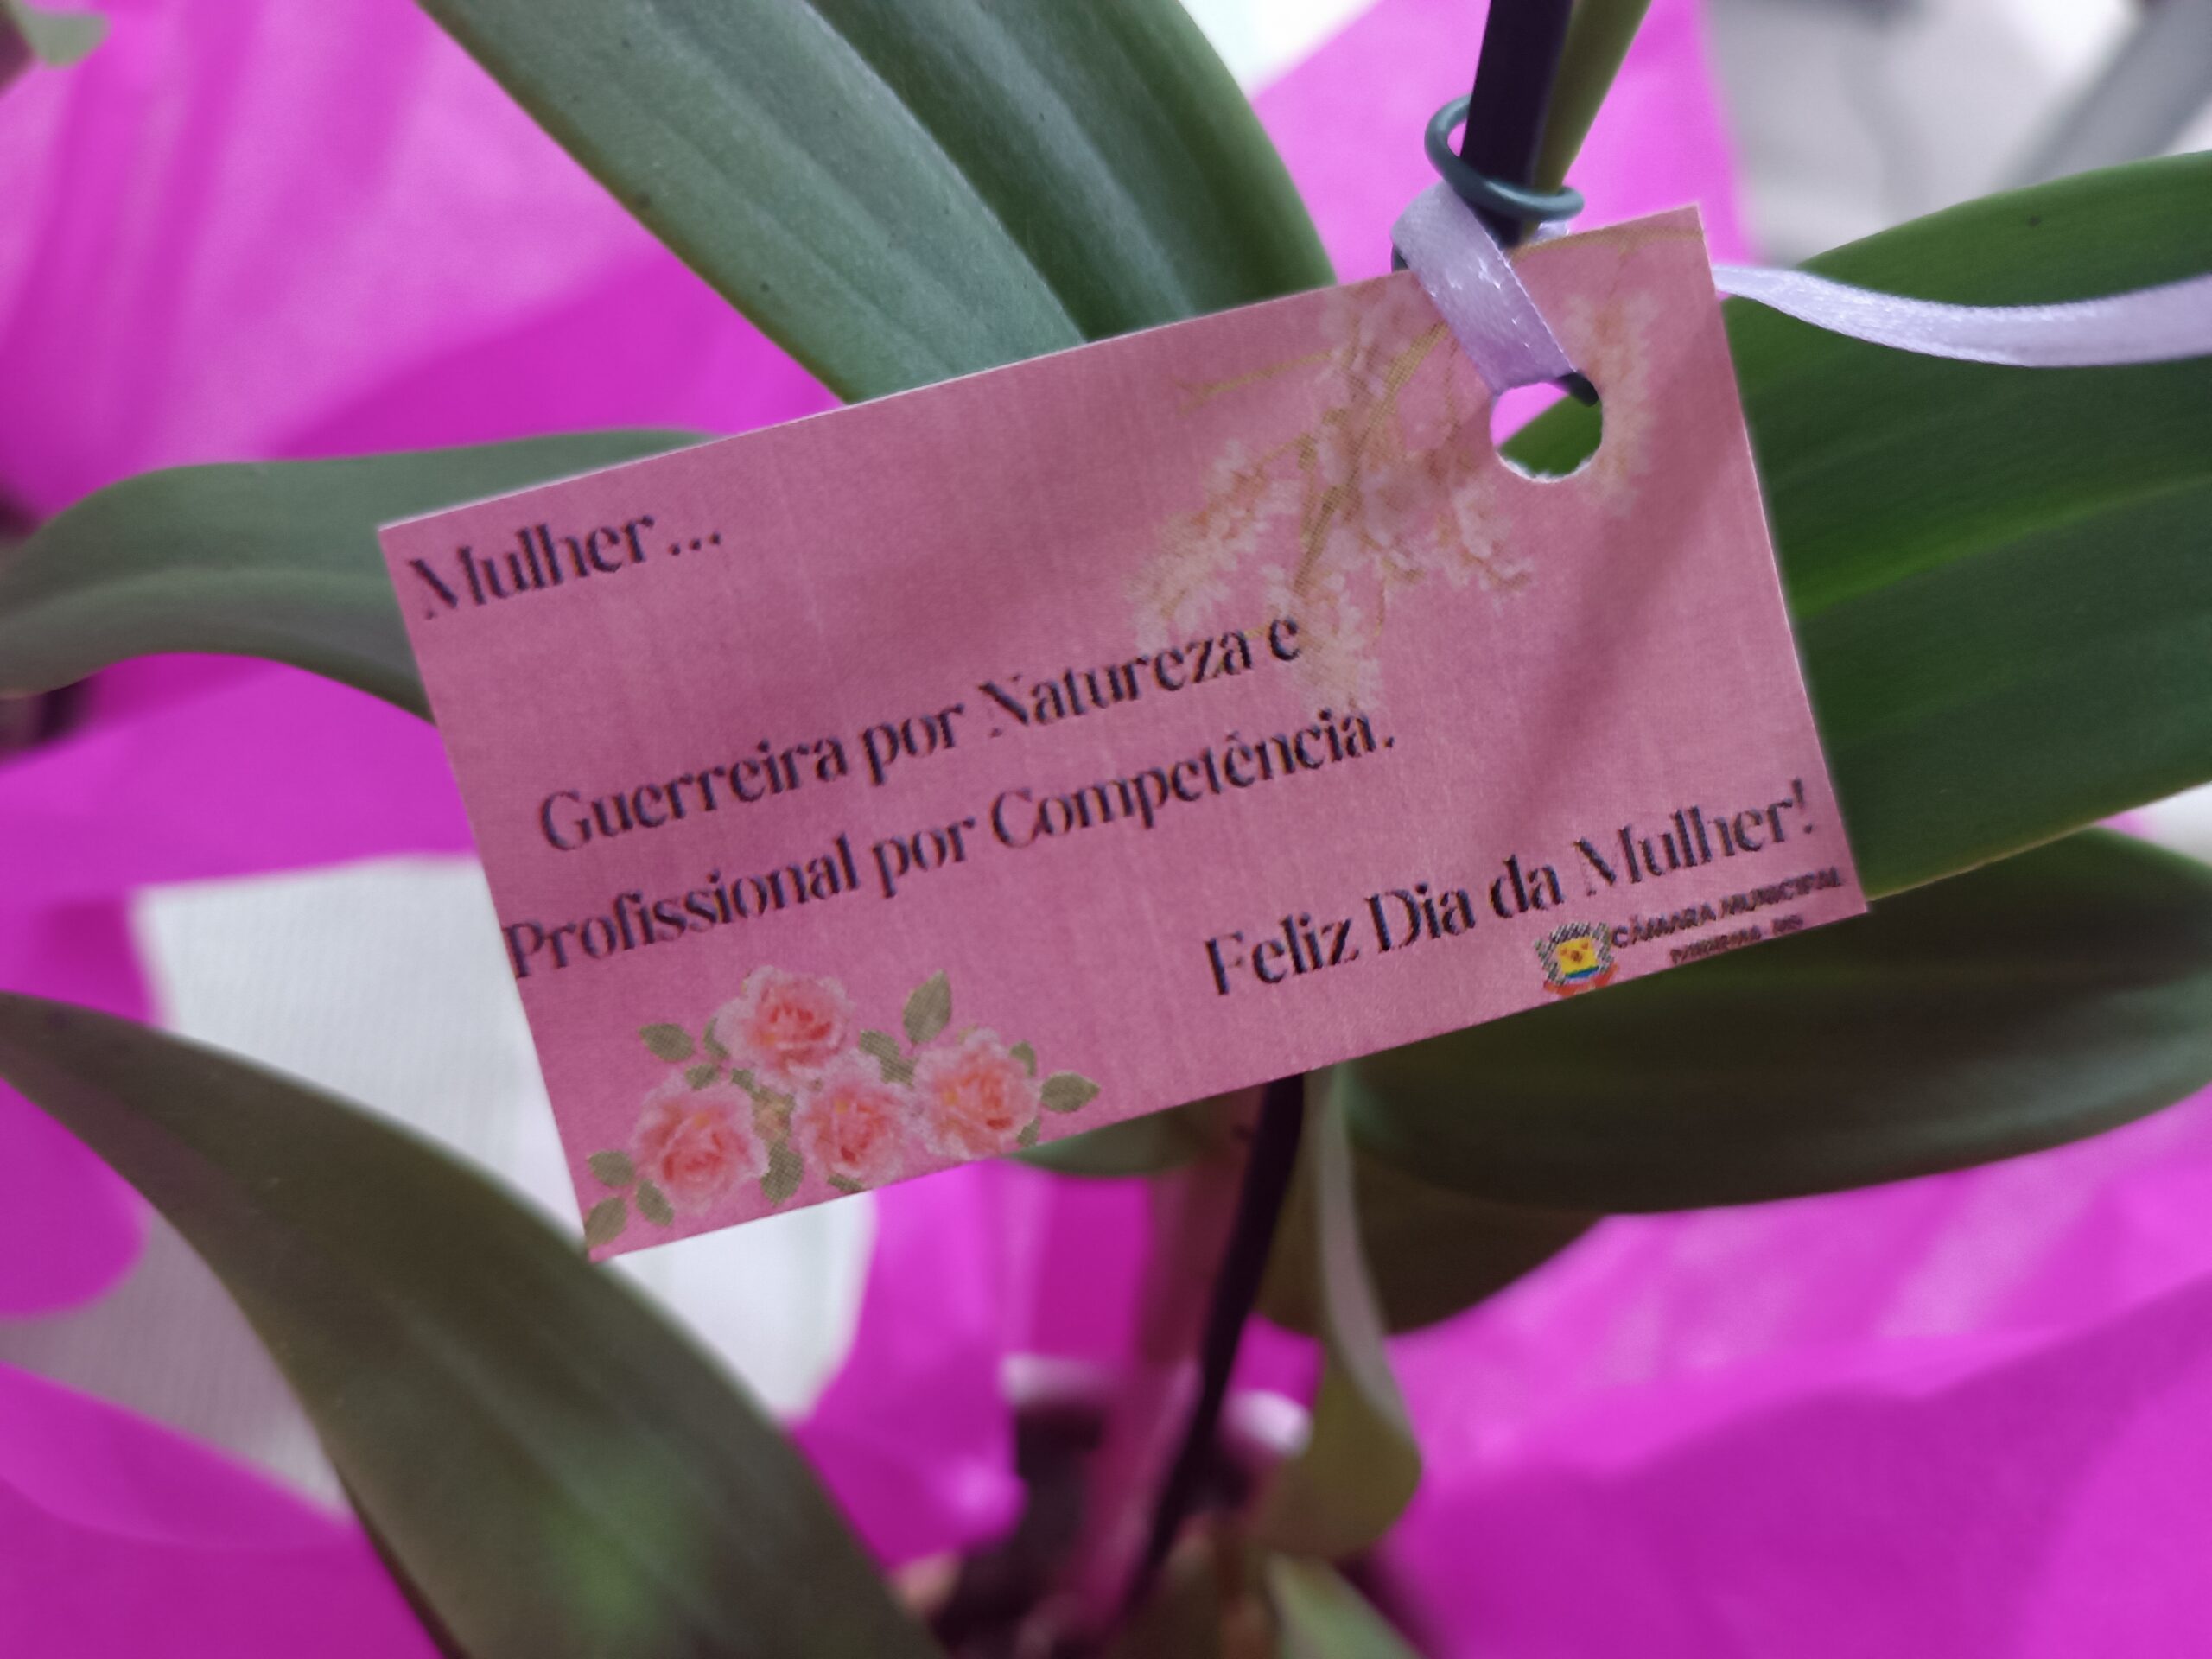 Mulher...
Guerreira por Natureza e
Profissional por Competência.
Feliz Dia da Mulher!
CÂMARA MUNICIPAL